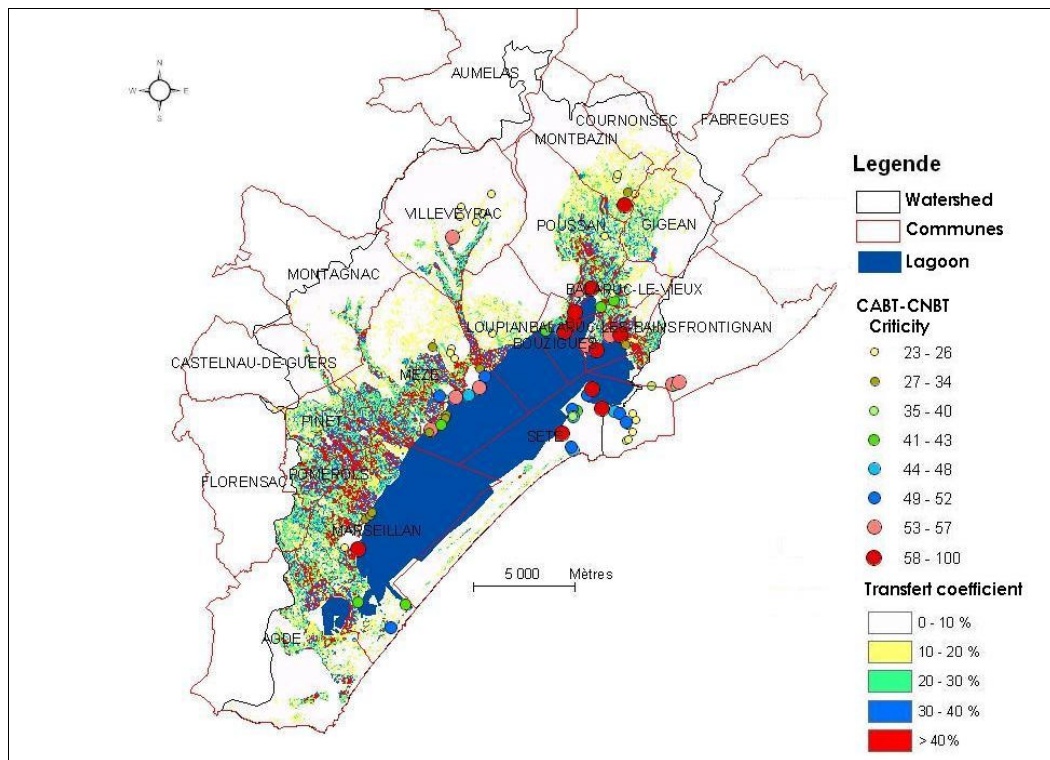 N
W E
S
AUMELAS
COURNONSEC
FABREGUES
MONTBAZIN
VILLEVEYRAC
POUSSAN
GIGEAN
MONTAGNAC
BALARUC-LE-VIEUX
LOUPIAN
BALARUC-LES-BAINS
FRONTIGNAN
BOUZIGUES
CASTELNAU-DE-GUERS
MEZE
PINET
SETE
POMEROLS
FLORENSAC
MARSEILLAN
AGDE
5 000 Mètres
Legende
Watershed
Communes
Lagoon
CABT-CNBT
Criticity
23 - 26
27 - 34
35 - 40
41 - 43
44 - 48
49 - 52
53 - 57
58 - 100
Transfert coefficient
0 - 10 %
10 - 20 %
20 - 30 %
30 - 40 %
> 40%